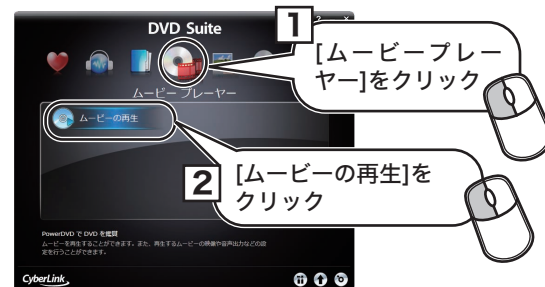 DVD Suite
? ×
1
[ムービープレー
ヤー]をクリック
ムービー プレーヤー
ムービーの再生
2
[ムービーの再生]を
クリック
PowerDVD で DVD を鑑賞
ムービーを再生することができます。また、再生するムービーの映像や音声出力などの設
定を行うことができます。
CyberLink